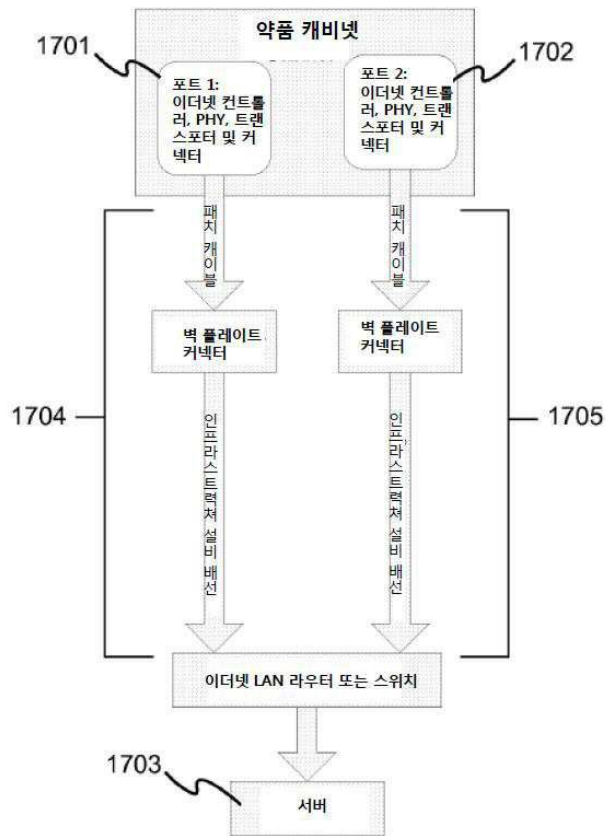 약품 캐비넷
1701
1702
포트 1:
이더넷 컨트롤
러, PHY, 트랜
스포터 및 커
넥터
포트 2:
이더넷 컨트롤
러, PHY, 트랜
스포터 및 커
넥터
패치 캐이블
패치 캐이블
벽 플레이트
커넥터
벽 플레이트
커넥터
1704
1705
인프라스트럭쳐 설비 배선
인프라스트럭쳐 설비 배선
이더넷 LAN 라우터 또는 스위치
1703
서버